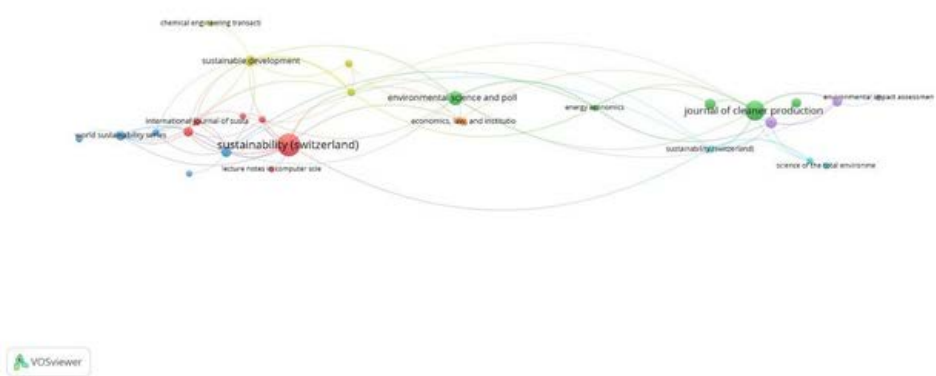 chemical engineering transacti
sustainable development
environmental science and poll
energy economics
environmental impact assessmen
journal of cleaner production
international journal of susta
economics, law, and institutio
world sustainability series
sustainability (switzerland)
sustainability (switzerland)
science of the total environme
lecture notes in computer scie
VOSviewer